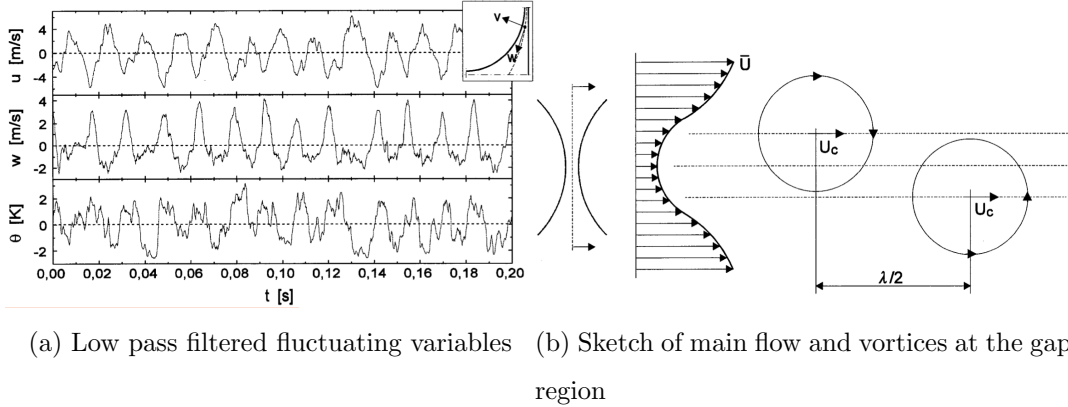 u [m/s]
4
0
-4
v
w
w [m/s]
4
2
0
-2
θ [K]
2
0
-2
0,00 0,02 0,04 0,06 0,08 0,10 0,12 0,14 0,16 0,18 0,20
t [s]
Ū
Uc
Uc
λ/2
(a) Low pass filtered fluctuating variables
(b) Sketch of main flow and vortices at the gap
region